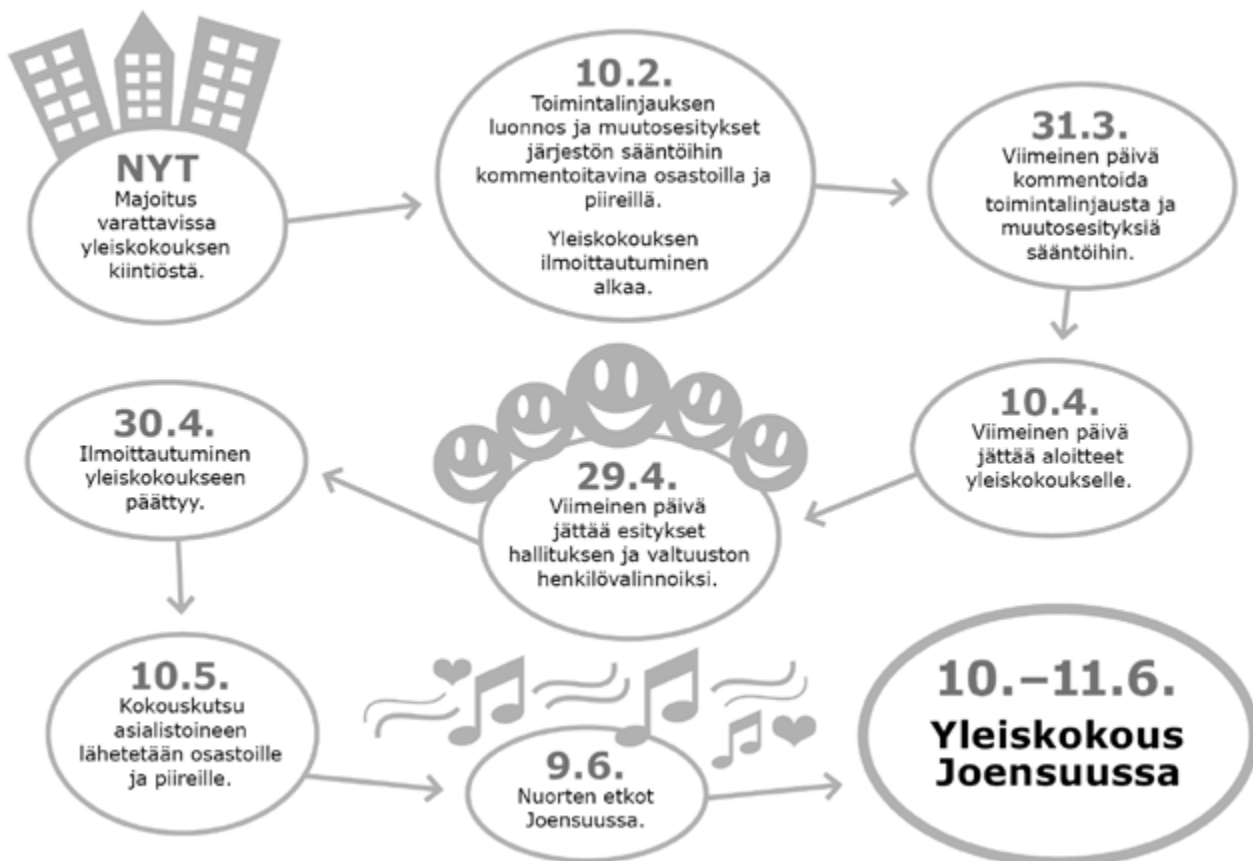 NYT
Majoitus
varattavissa
yleiskokouksen
kiintiöstä.
10.2.
Toimintalinjauksen
luonnos ja muutosesitykset
järjestön sääntöihin
kommentoitavina osastoilla ja
piireillä.
Yleiskokouksen
ilmoittautuminen
alkaa.
31.3.
Viimeinen päivä
kommentoida
toimintalinjausta ja
muutosesityksiä
sääntöihin.
10.4.
Viimeinen päivä
jättää aloitteet
yleiskokoukselle.
29.4.
Viimeinen päivä
jättää esitykset
hallituksen ja valtuuston
henkilövalinnoiksi.
30.4.
Ilmoittautuminen
yleiskokoukseen
päättyy.
10.5.
Kokouskutsu
asialistoineen
lähetetään osastoille
ja piireille.
9.6.
Nuorten etkot
Joensuussa.
10.–11.6.
Yleiskokous
Joensuussa